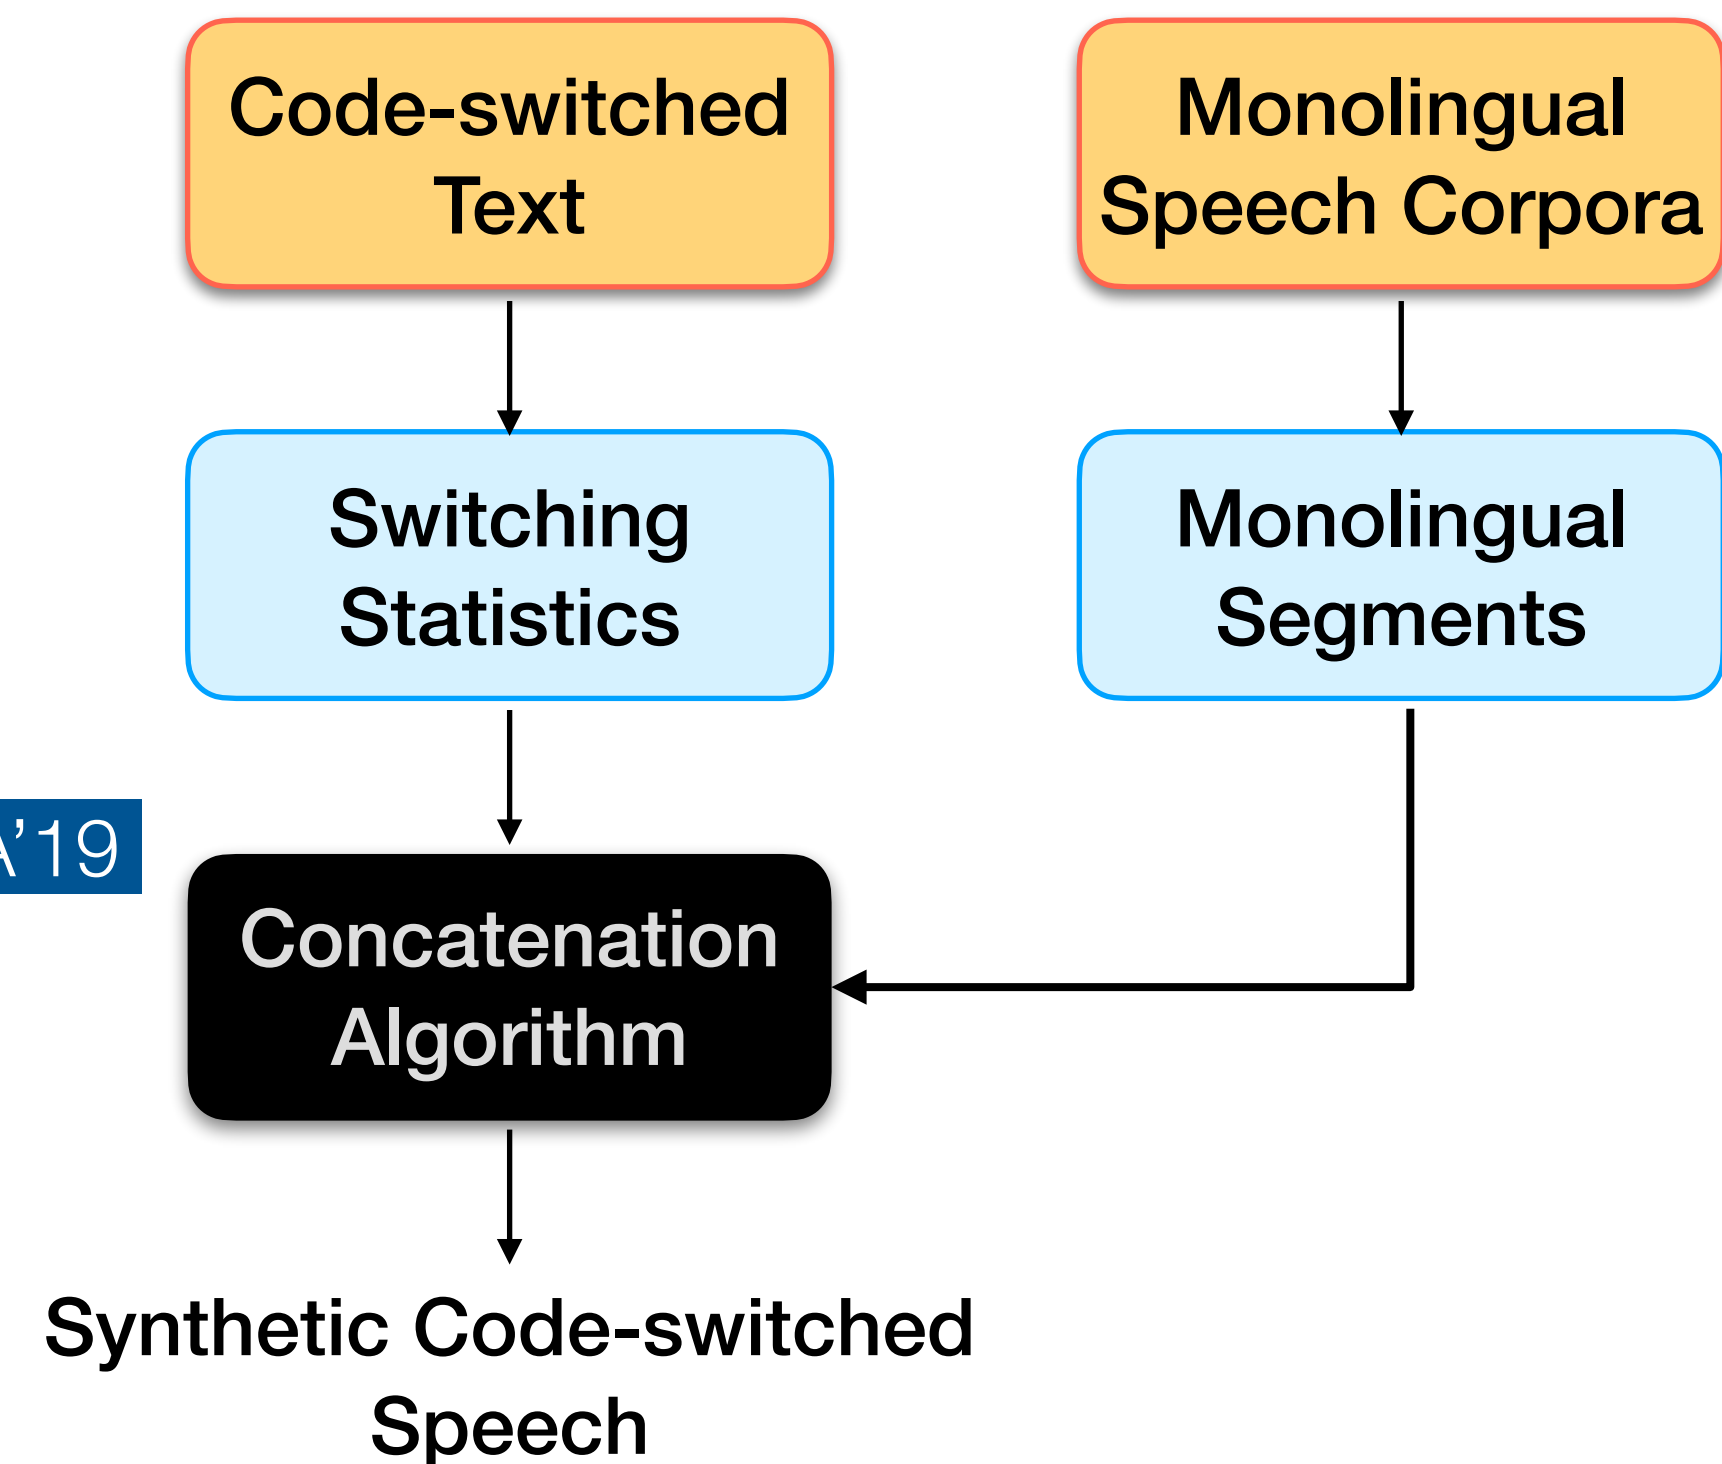 Code-switched
Text
Monolingual
Speech Corpora
Switching
Statistics
Monolingual
Segments
A'19
Concatenation
Algorithm
Synthetic Code-switched
Speech